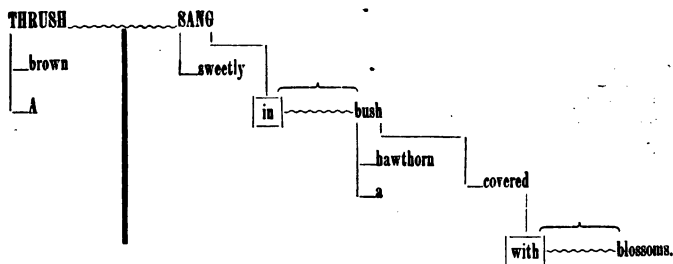 THRUSH SANG
brown
sweetly
A
in bush
hawthorn
covered
a
with blossoms.